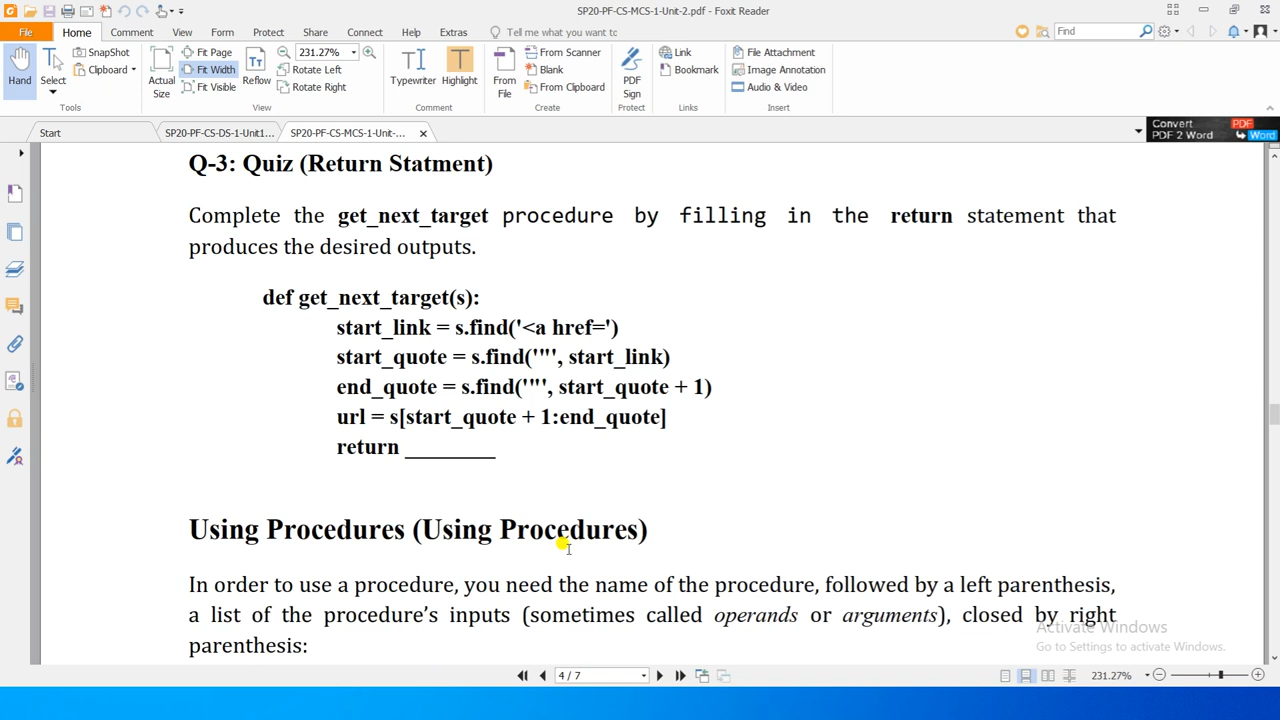 SP20-PF-CS-MCS-1-Unit-2.pdf - Foxit Reader
File Home Comment View Form Protect Share Connect Help Extras Tell me what you want tc Find
Hand
Select
SnapShot
Clipboard
Tools
Actual Size
Fit Page
Fit Width
Fit Visible
Reflow
231.27%
Rotate Left
Rotate Right
View
Typewriter
Highlight
Comment
From File
From Scanner
Blank
From Clipboard
Create
PDF Sign
Protect
Link
Bookmark
Links
File Attachment
Image Annotation
Audio & Video
Insert
Start SP20-PF-CS-DS-1-Unit1... SP20-PF-CS-MCS-1-Unit-...
Convert PDF
PDF 2 Word Word
Q-3: Quiz (Return Statment)
Complete the get_next_target procedure by filling in the return statement that
produces the desired outputs.
def get_next_target(s):
start_link = s.find('<a href=')
start_quote = s.find('"', start_link)
end_quote = s.find('"', start_quote + 1)
url = s[start_quote + 1:end_quote]
return ________
Using Procedures (Using Procedures)
In order to use a procedure, you need the name of the procedure, followed by a left parenthesis,
a list of the procedure's inputs (sometimes called operands or arguments), closed by right
parenthesis:
Activate Windows
Go to Settings to activate Windows.
4 / 7 231.27%